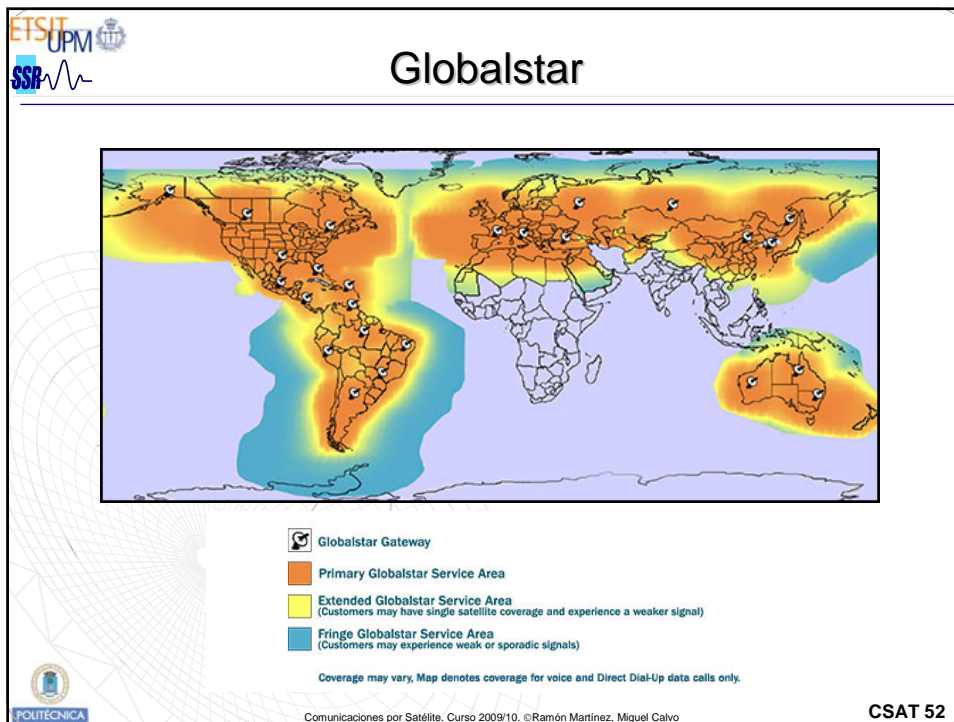 ETSIT
UPM
SSR
Globalstar
Globalstar Gateway
Primary Globalstar Service Area
Extended Globalstar Service Area
(Customers may have single satellite coverage and experience a weaker signal)
Fringe Globalstar Service Area
(Customers may experience weak or sporadic signals)
Coverage may vary, Map denotes coverage for voice and Direct Dial-Up data calls only.
POLITÉCNICA
Comunicaciones por Satélite. Curso 2009/10. ©Ramón Martínez, Miguel Calvo
CSAT 52